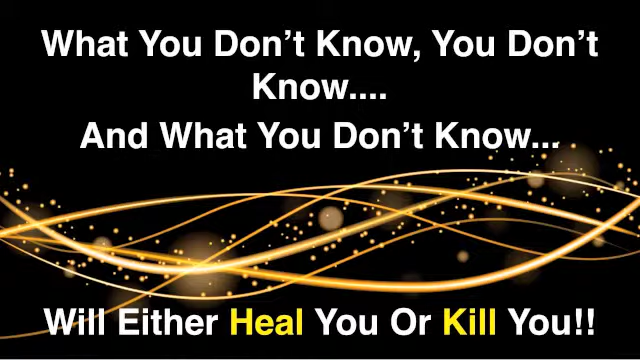 What You Don’t Know, You Don’t
Know....
And What You Don’t Know...
Will Either Heal You Or Kill You!!